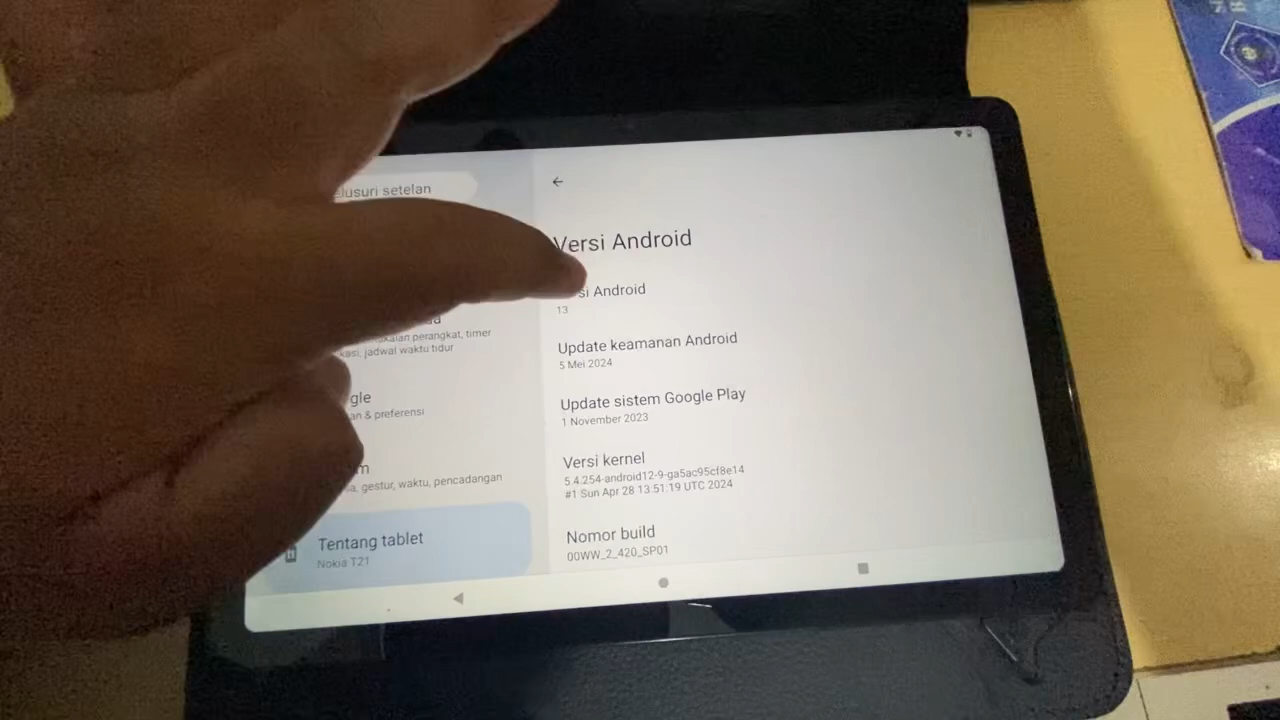 lusuri setelan
Versi Android
si Android
13
Update keamanan Android
5 Mei 2024
Update sistem Google Play
1 November 2023
Versi kernel
5.4.254-android12-9-ga5ac95cf8e14
#1 Sun Apr 28 13:51:19 UTC 2024
Nomor build
00WW_2_420_SP01
kaian perangkat, timer
kasi, jadwal waktu tidur
gle
an & preferensi
m
a, gestur, waktu, pencadangan
Tentang tablet
Nokia T21